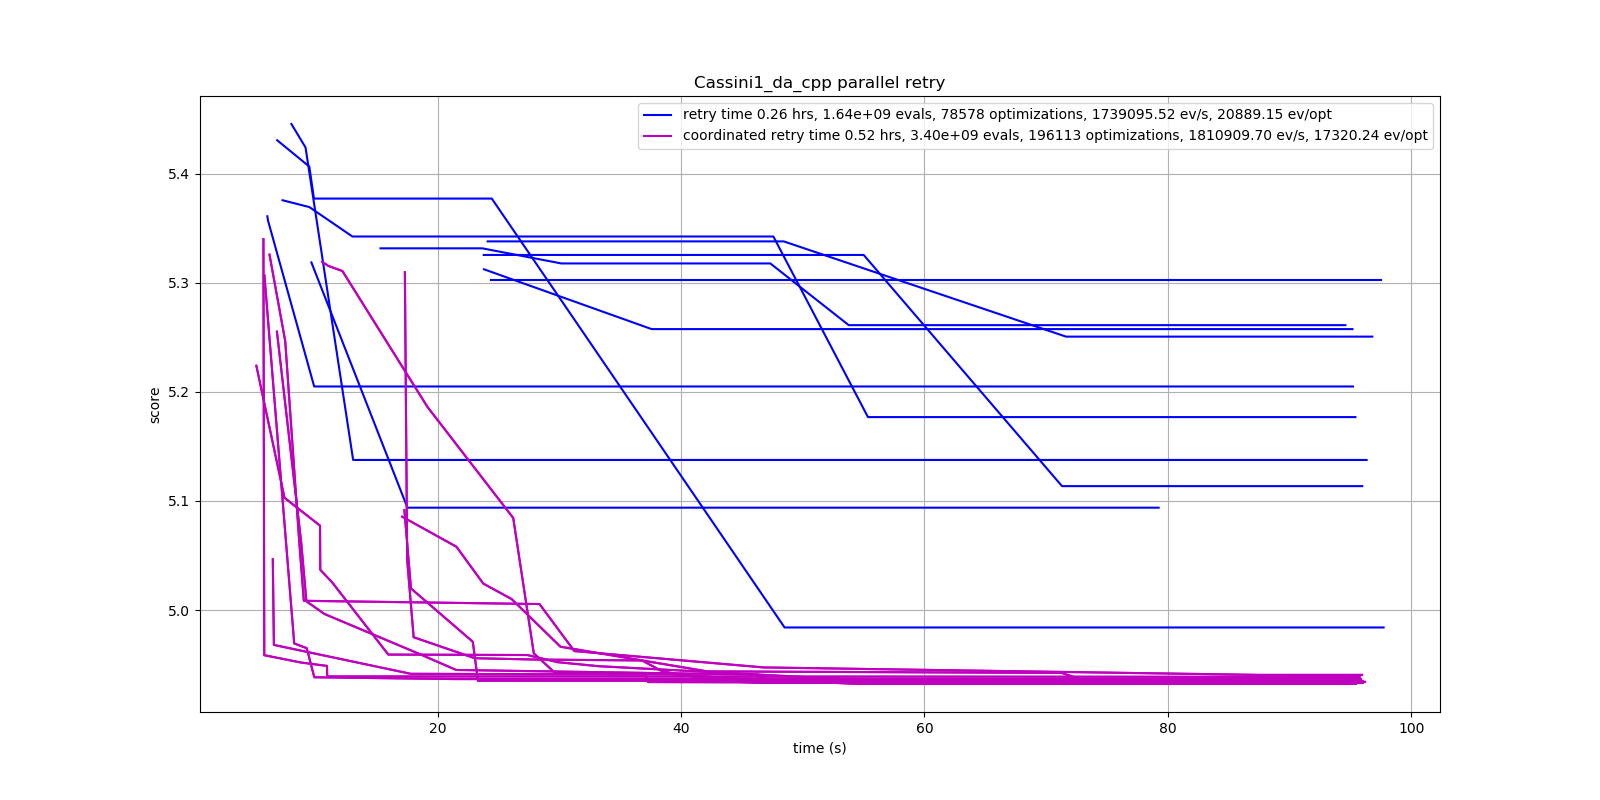 Cassini1_da_cpp parallel retry
retry time 0.26 hrs, 1.64e+09 evals, 78578 optimizations, 1739095.52 ev/s, 20889.15 ev/opt
coordinated retry time 0.52 hrs, 3.40e+09 evals, 196113 optimizations, 1810909.70 ev/s, 17320.24 ev/opt
5.4
5.3
5.2
5.1
5.0
score
20 40 60 80 100
time (s)